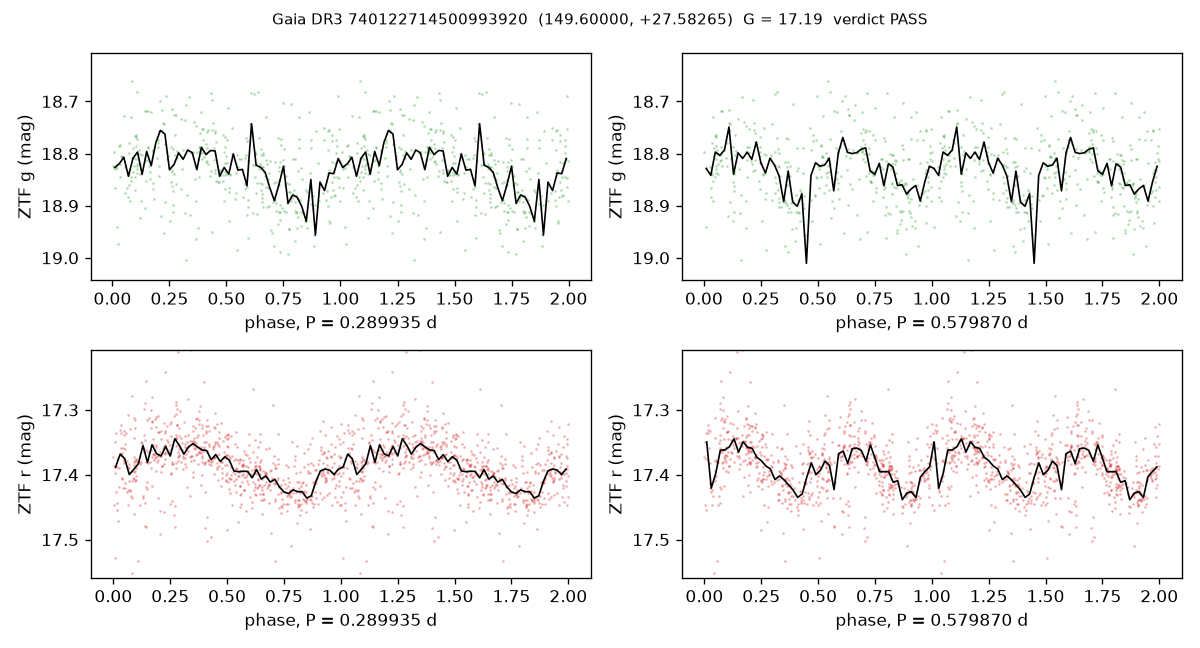 Gaia DR3 740122714500993920 (149.60000, +27.58265) G = 17.19 verdict PASS
ZTF g (mag)
18.7
18.8
18.9
19.0
0.00 0.25 0.50 0.75 1.00 1.25 1.50 1.75 2.00
phase, P = 0.289935 d
ZTF g (mag)
18.7
18.8
18.9
19.0
0.00 0.25 0.50 0.75 1.00 1.25 1.50 1.75 2.00
phase, P = 0.579870 d
ZTF r (mag)
17.3
17.4
17.5
0.00 0.25 0.50 0.75 1.00 1.25 1.50 1.75 2.00
phase, P = 0.289935 d
ZTF r (mag)
17.3
17.4
17.5
0.00 0.25 0.50 0.75 1.00 1.25 1.50 1.75 2.00
phase, P = 0.579870 d